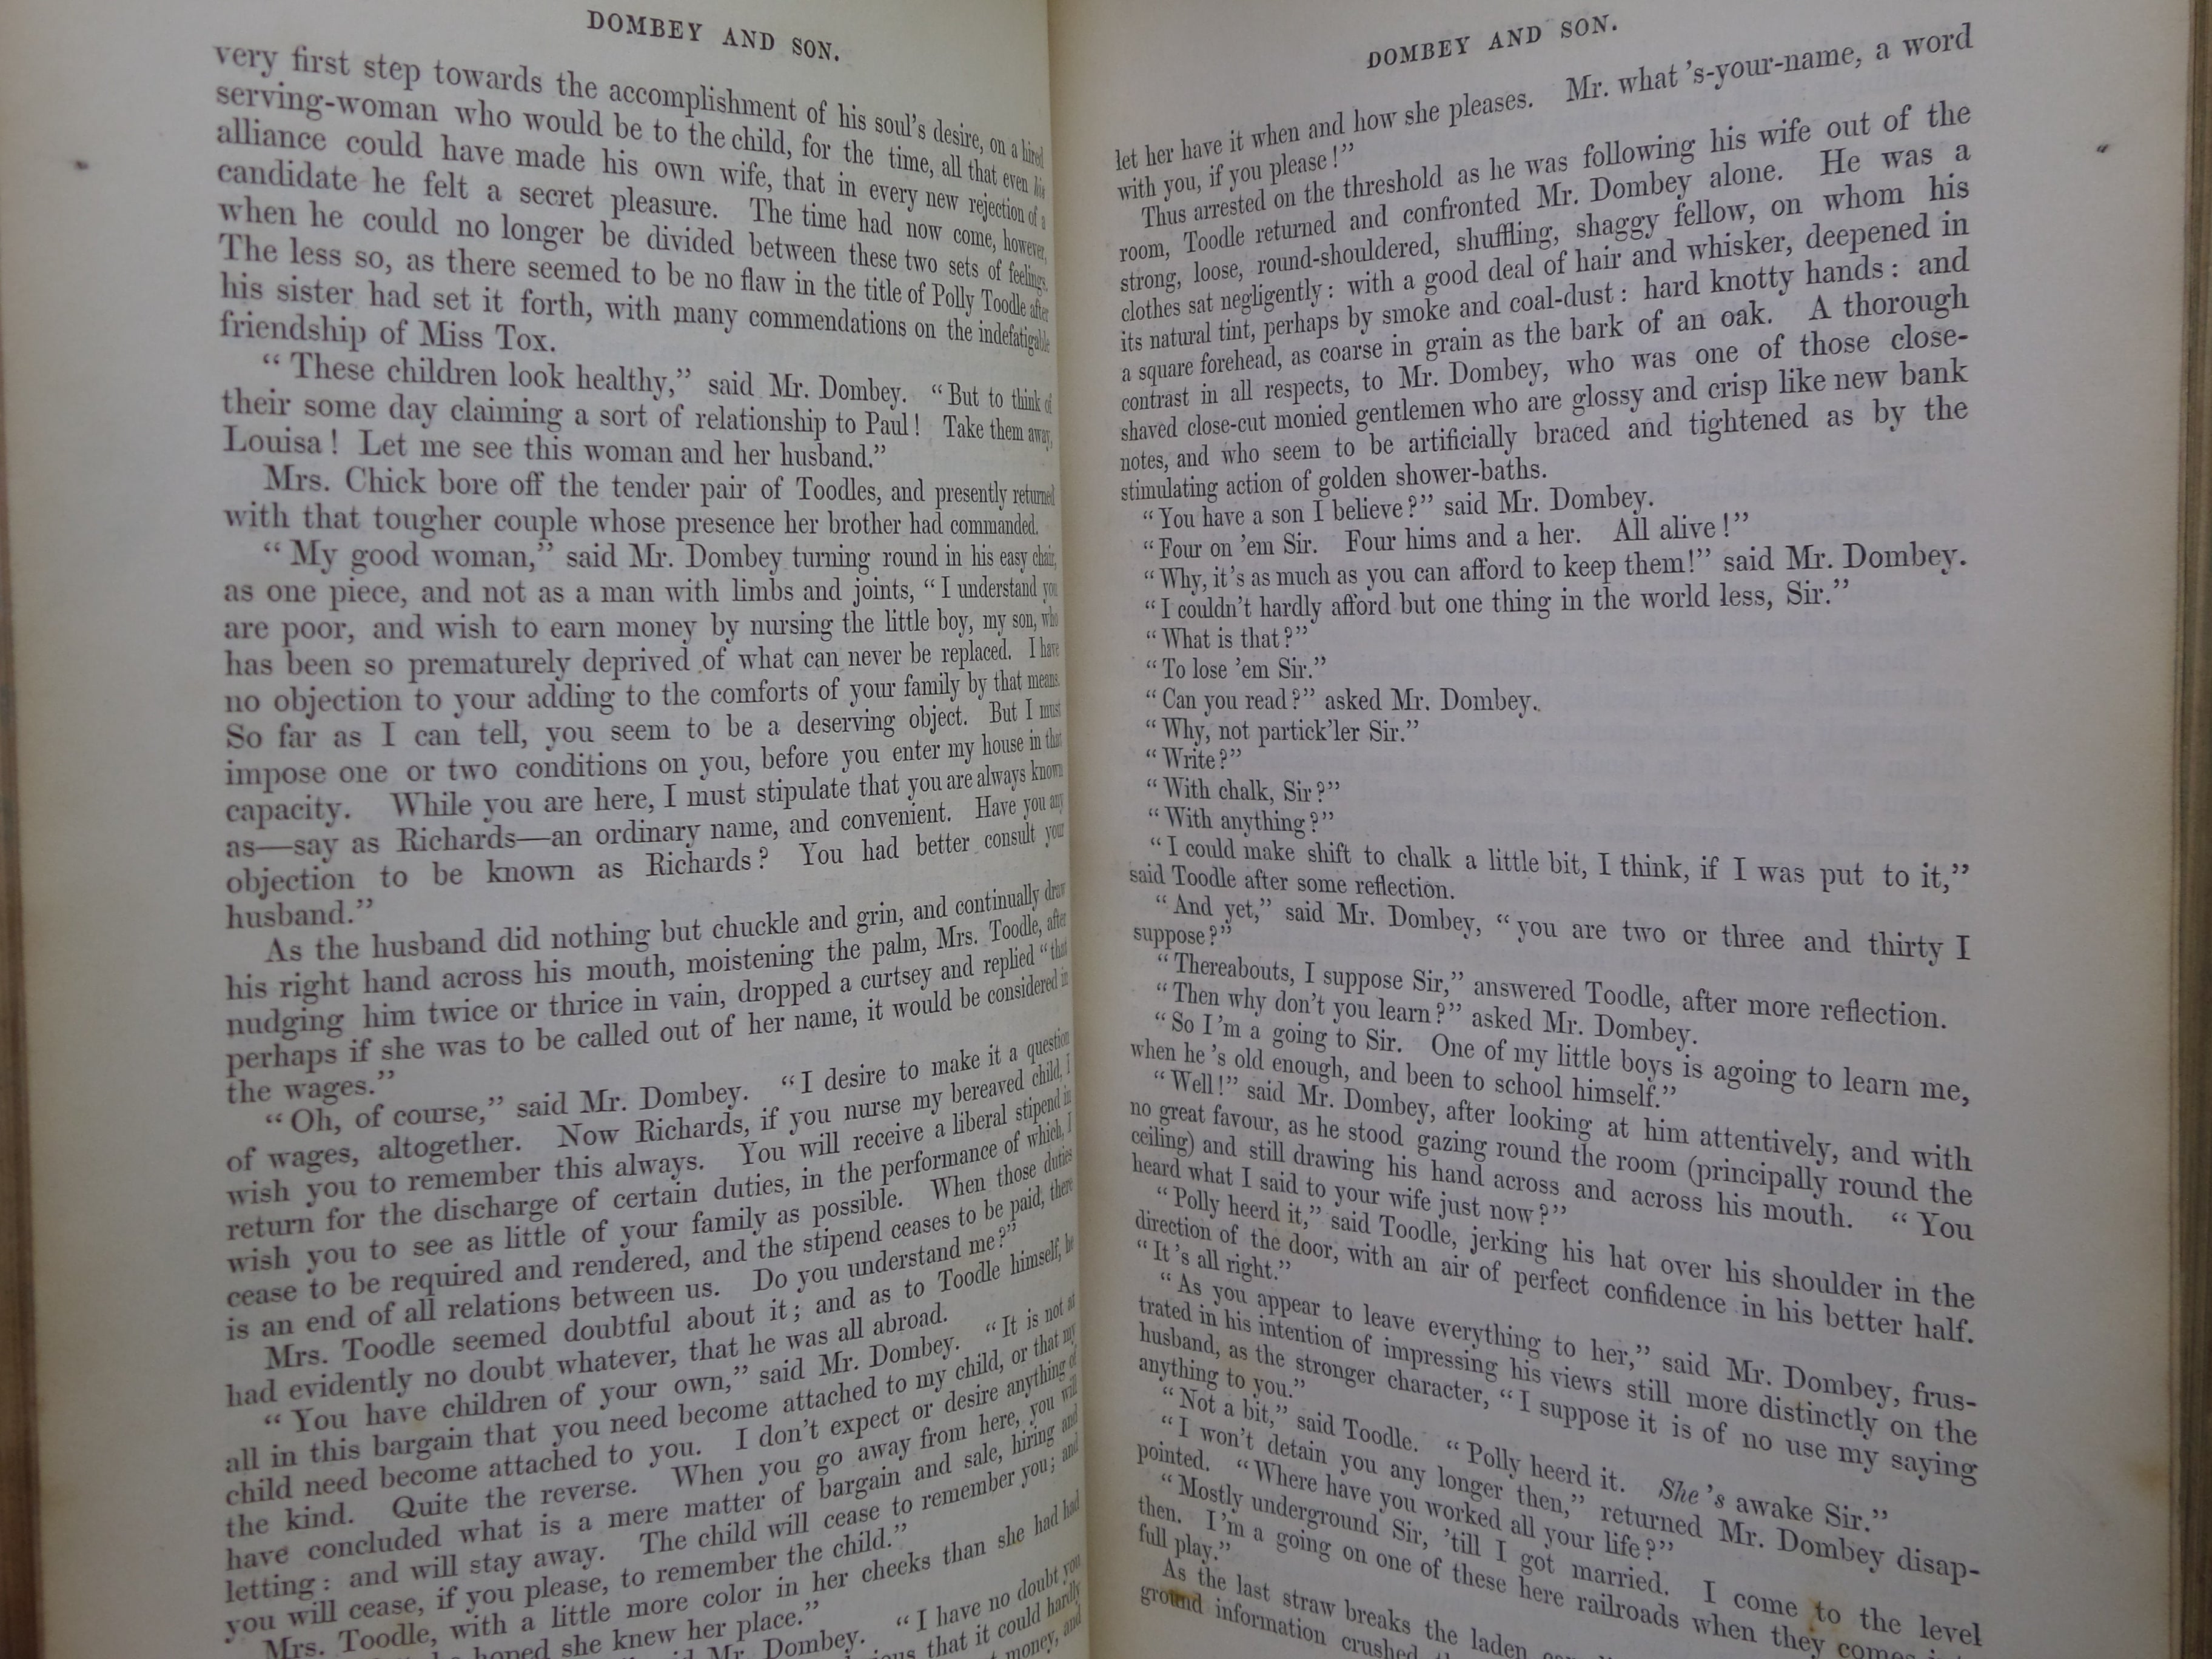 DOMBEY AND SON.
very first step towards the accomplishment of his soul's desire, on a hired
serving-woman who would be to the child, for the time, all that even his
alliance could have made his own wife, that in every new rejection of a
candidate he felt a secret pleasure. The time had now come, however,
when he could no longer be divided between these two sets of feelings.
The less so, as there seemed to be no flaw in the title of Polly Toodle after
his sister had set it forth, with many commendations on the indefatigable
friendship of Miss Tox.
“These children look healthy,” said Mr. Dombey. “But to think of
their some day claiming a sort of relationship to Paul! Take them away,
Louisa! Let me see this woman and her husband.”
Mrs. Chick bore off the tender pair of Toodles, and presently returned
with that tougher couple whose presence her brother had commanded.
“My good woman,” said Mr. Dombey turning round in his easy chair,
as one piece, and not as a man with limbs and joints, “I understand you
are poor, and wish to earn money by nursing the little boy, my son, who
has been so prematurely deprived of what can never be replaced. I have
no objection to your adding to the comforts of your family by that means.
So far as I can tell, you seem to be a deserving object. But I must
impose one or two conditions on you, before you enter my house in that
capacity. While you are here, I must stipulate that you are always known
as—say as Richards—an ordinary name, and convenient. Have you any
objection to be known as Richards? You had better consult your
husband.”
As the husband did nothing but chuckle and grin, and continually draw
his right hand across his mouth, moistening the palm, Mrs. Toodle, after
nudging him twice or thrice in vain, dropped a curtsey and replied “that
perhaps if she was to be called out of her name, it would be considered in
the wages.”
“Oh, of course,” said Mr. Dombey. “I desire to make it a question
of wages, altogether. Now Richards, if you nurse my bereaved child, I
wish you to remember this always. You will receive a liberal stipend in
return for the discharge of certain duties, in the performance of which, I
wish you to see as little of your family as possible. When those duties
cease to be required and rendered, and the stipend ceases to be paid, there
is an end of all relations between us. Do you understand me?”
Mrs. Toodle seemed doubtful about it; and as to Toodle himself, he
had evidently no doubt whatever, that he was all abroad.
“You have children of your own,” said Mr. Dombey. “It is not at
all in this bargain that you need become attached to my child, or that my
child need become attached to you. I don't expect or desire anything of
the kind. Quite the reverse. When you go away from here, you will
have concluded what is a mere matter of bargain and sale, hiring and
letting: and will stay away. The child will cease to remember you; and
you will cease, if you please, to remember the child.”
Mrs. Toodle, with a little more color in her cheeks than she had had
hoped she knew her place.”
Mr. Dombey. “I have no doubt you
that it could hardly
money, and
DOMBEY AND SON.
let her have it when and how she pleases. Mr. what 's-your-name, a word
with you, if you please!”
Thus arrested on the threshold as he was following his wife out of the
room, Toodle returned and confronted Mr. Dombey alone. He was a
strong, loose, round-shouldered, shuffling, shaggy fellow, on whom his
clothes sat negligently: with a good deal of hair and whisker, deepened in
its natural tint, perhaps by smoke and coal-dust: hard knotty hands: and
a square forehead, as coarse in grain as the bark of an oak. A thorough
contrast in all respects, to Mr. Dombey, who was one of those close-
shaved close-cut monied gentlemen who are glossy and crisp like new bank
notes, and who seem to be artificially braced and tightened as by the
stimulating action of golden shower-baths.
“You have a son I believe?” said Mr. Dombey.
“Four on 'em Sir. Four hims and a her. All alive!”
“Why, it's as much as you can afford to keep them!” said Mr. Dombey.
“I couldn't hardly afford but one thing in the world less, Sir.”
“What is that?”
“To lose 'em Sir.”
“Can you read?” asked Mr. Dombey.
“Why, not partick'ler Sir.”
“Write?”
“With chalk, Sir?”
“With anything?”
“I could make shift to chalk a little bit, I think, if I was put to it,”
said Toodle after some reflection.
“And yet,” said Mr. Dombey, “you are two or three and thirty I
suppose?”
“Thereabouts, I suppose Sir,” answered Toodle, after more reflection.
“Then why don't you learn?” asked Mr. Dombey.
“So I'm a going to Sir. One of my little boys is agoing to learn me,
when he 's old enough, and been to school himself.”
“Well!” said Mr. Dombey, after looking at him attentively, and with
no great favour, as he stood gazing round the room (principally round the
ceiling) and still drawing his hand across and across his mouth. “You
heard what I said to your wife just now?”
“Polly heerd it,” said Toodle, jerking his hat over his shoulder in the
direction of the door, with an air of perfect confidence in his better half.
“It 's all right.”
“As you appear to leave everything to her,” said Mr. Dombey, frus-
trated in his intention of impressing his views still more distinctly on the
husband, as the stronger character, “I suppose it is of no use my saying
anything to you.”
“Not a bit,” said Toodle. “Polly heerd it. She 's awake Sir.”
“I won't detain you any longer then,” returned Mr. Dombey disap-
pointed. “Where have you worked all your life?”
“Mostly underground Sir, 'till I got married. I come to the level
then. I'm a going on one of these here railroads when they comes
full play.”
As the last straw breaks the laden
ground information crushed